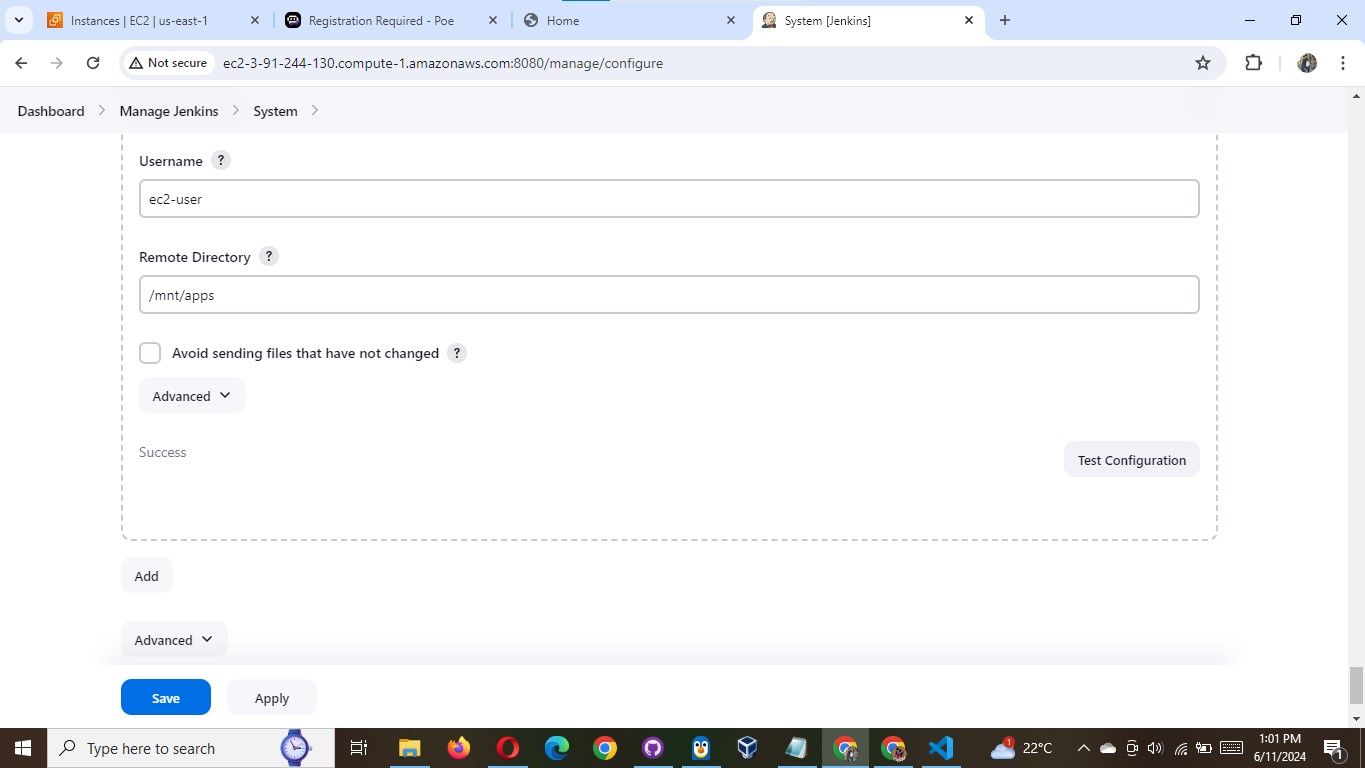 Instances | EC2 | us-east-1
Registration Required - Poe
Home
System [Jenkins]
Not secure
ec2-3-91-244-130.compute-1.amazonaws.com:8080/manage/configure
Dashboard
Manage Jenkins
System
Username ?
ec2-user
Remote Directory ?
/mnt/apps
Avoid sending files that have not changed ?
Advanced
Success
Test Configuration
Add
Advanced
Save
Apply
Type here to search
1
22°C
1:01 PM
6/11/2024
1